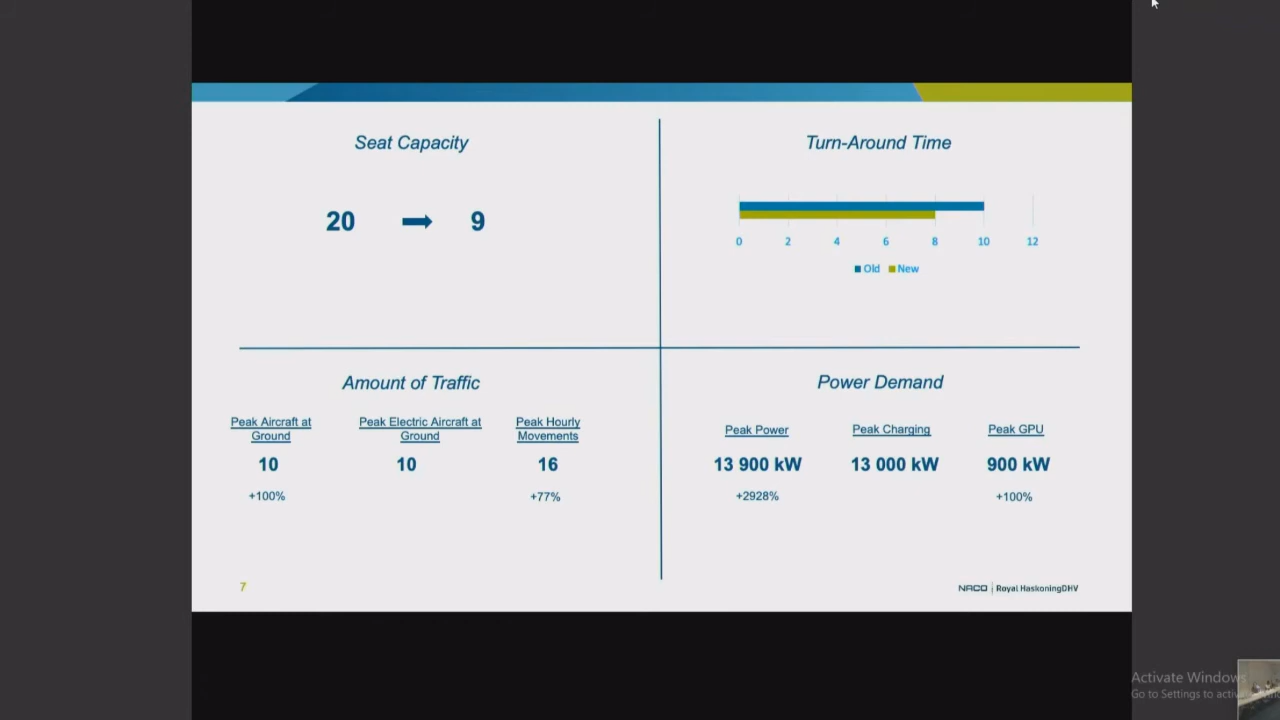 Seat Capacity
20 9
Turn-Around Time
0 2 4 6 8 10 12
Old New
Amount of Traffic
Peak Aircraft at Ground
Peak Electric Aircraft at Ground
Peak Hourly Movements
10 10 16
+100% +77%
Power Demand
Peak Power Peak Charging Peak GPU
13 900 kW 13 000 kW 900 kW
+2928% +100%
7
NACO Royal HaskoningDHV
Activate Windows
Go to Settings to